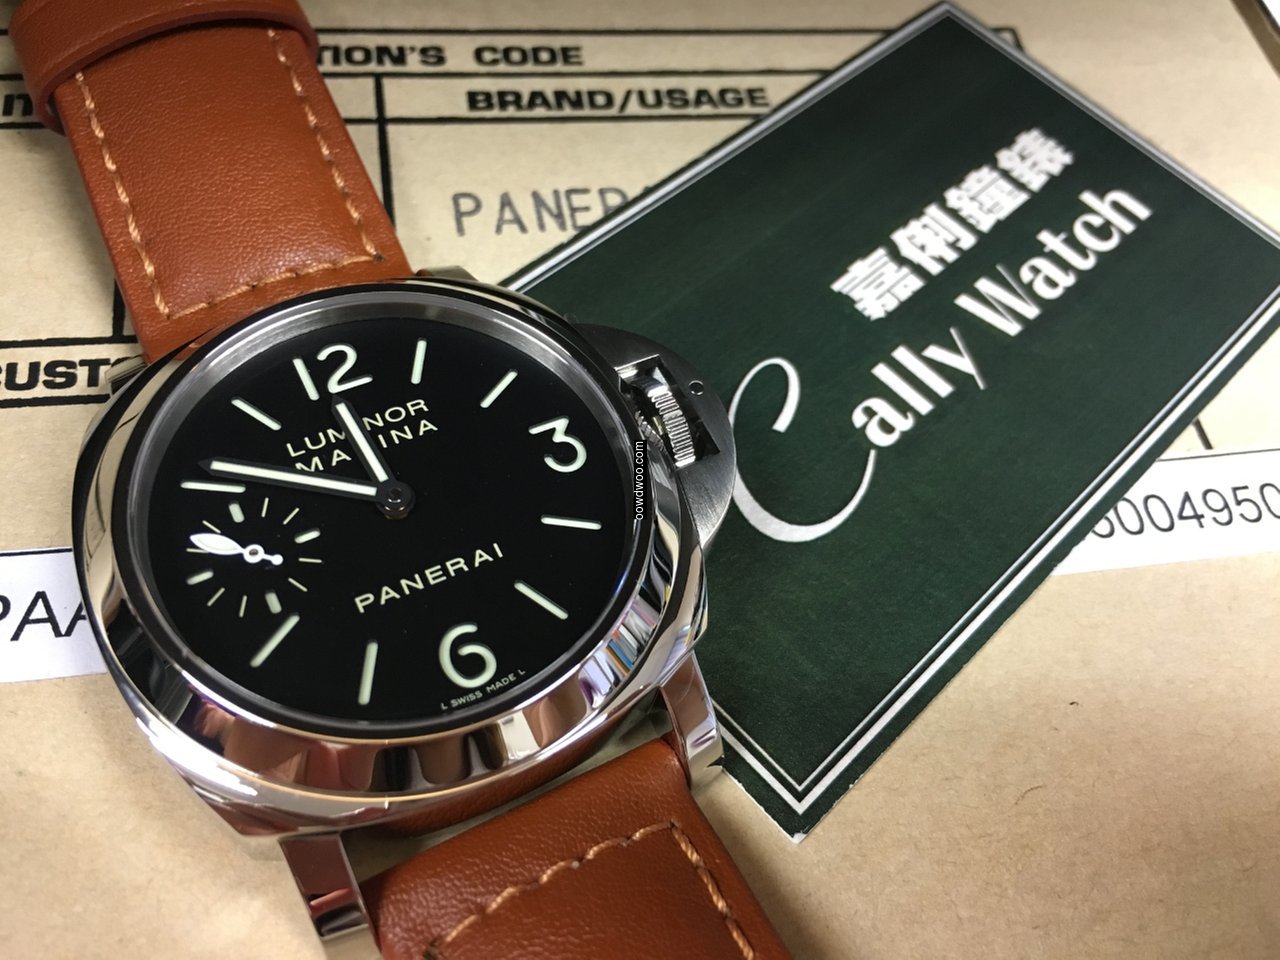 TION'S CODE
BRAND/USAGE
PANER
CUST
嘉俐鐘錶
Cally Watch
12
LUMINOR
MARINA
3
oowdwoo.com
PANERAI
6
L SWISS MADE L
PAA
5004950